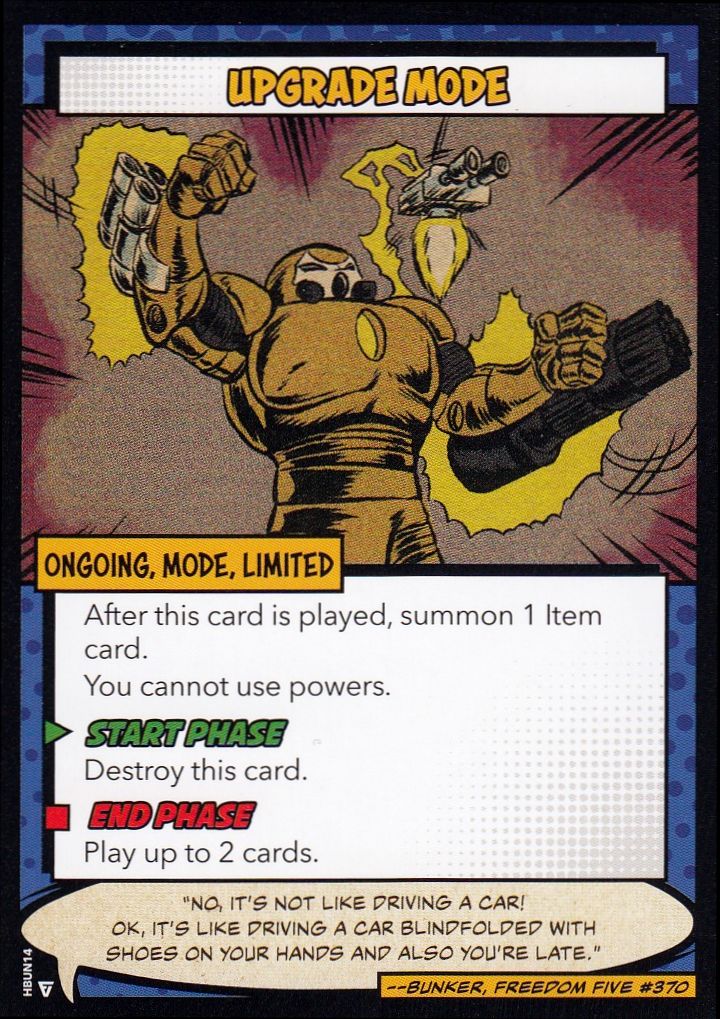 UPGRADE MODE
ONGOING, MODE, LIMITED
After this card is played, summon 1 Item
card.
You cannot use powers.
START PHASE
Destroy this card.
END PHASE
Play up to 2 cards.
"NO, IT'S NOT LIKE DRIVING A CAR!
OK, IT'S LIKE DRIVING A CAR BLINDFOLDED WITH
SHOES ON YOUR HANDS AND ALSO YOU'RE LATE."
--BUNKER, FREEDOM FIVE #370
HBUN14